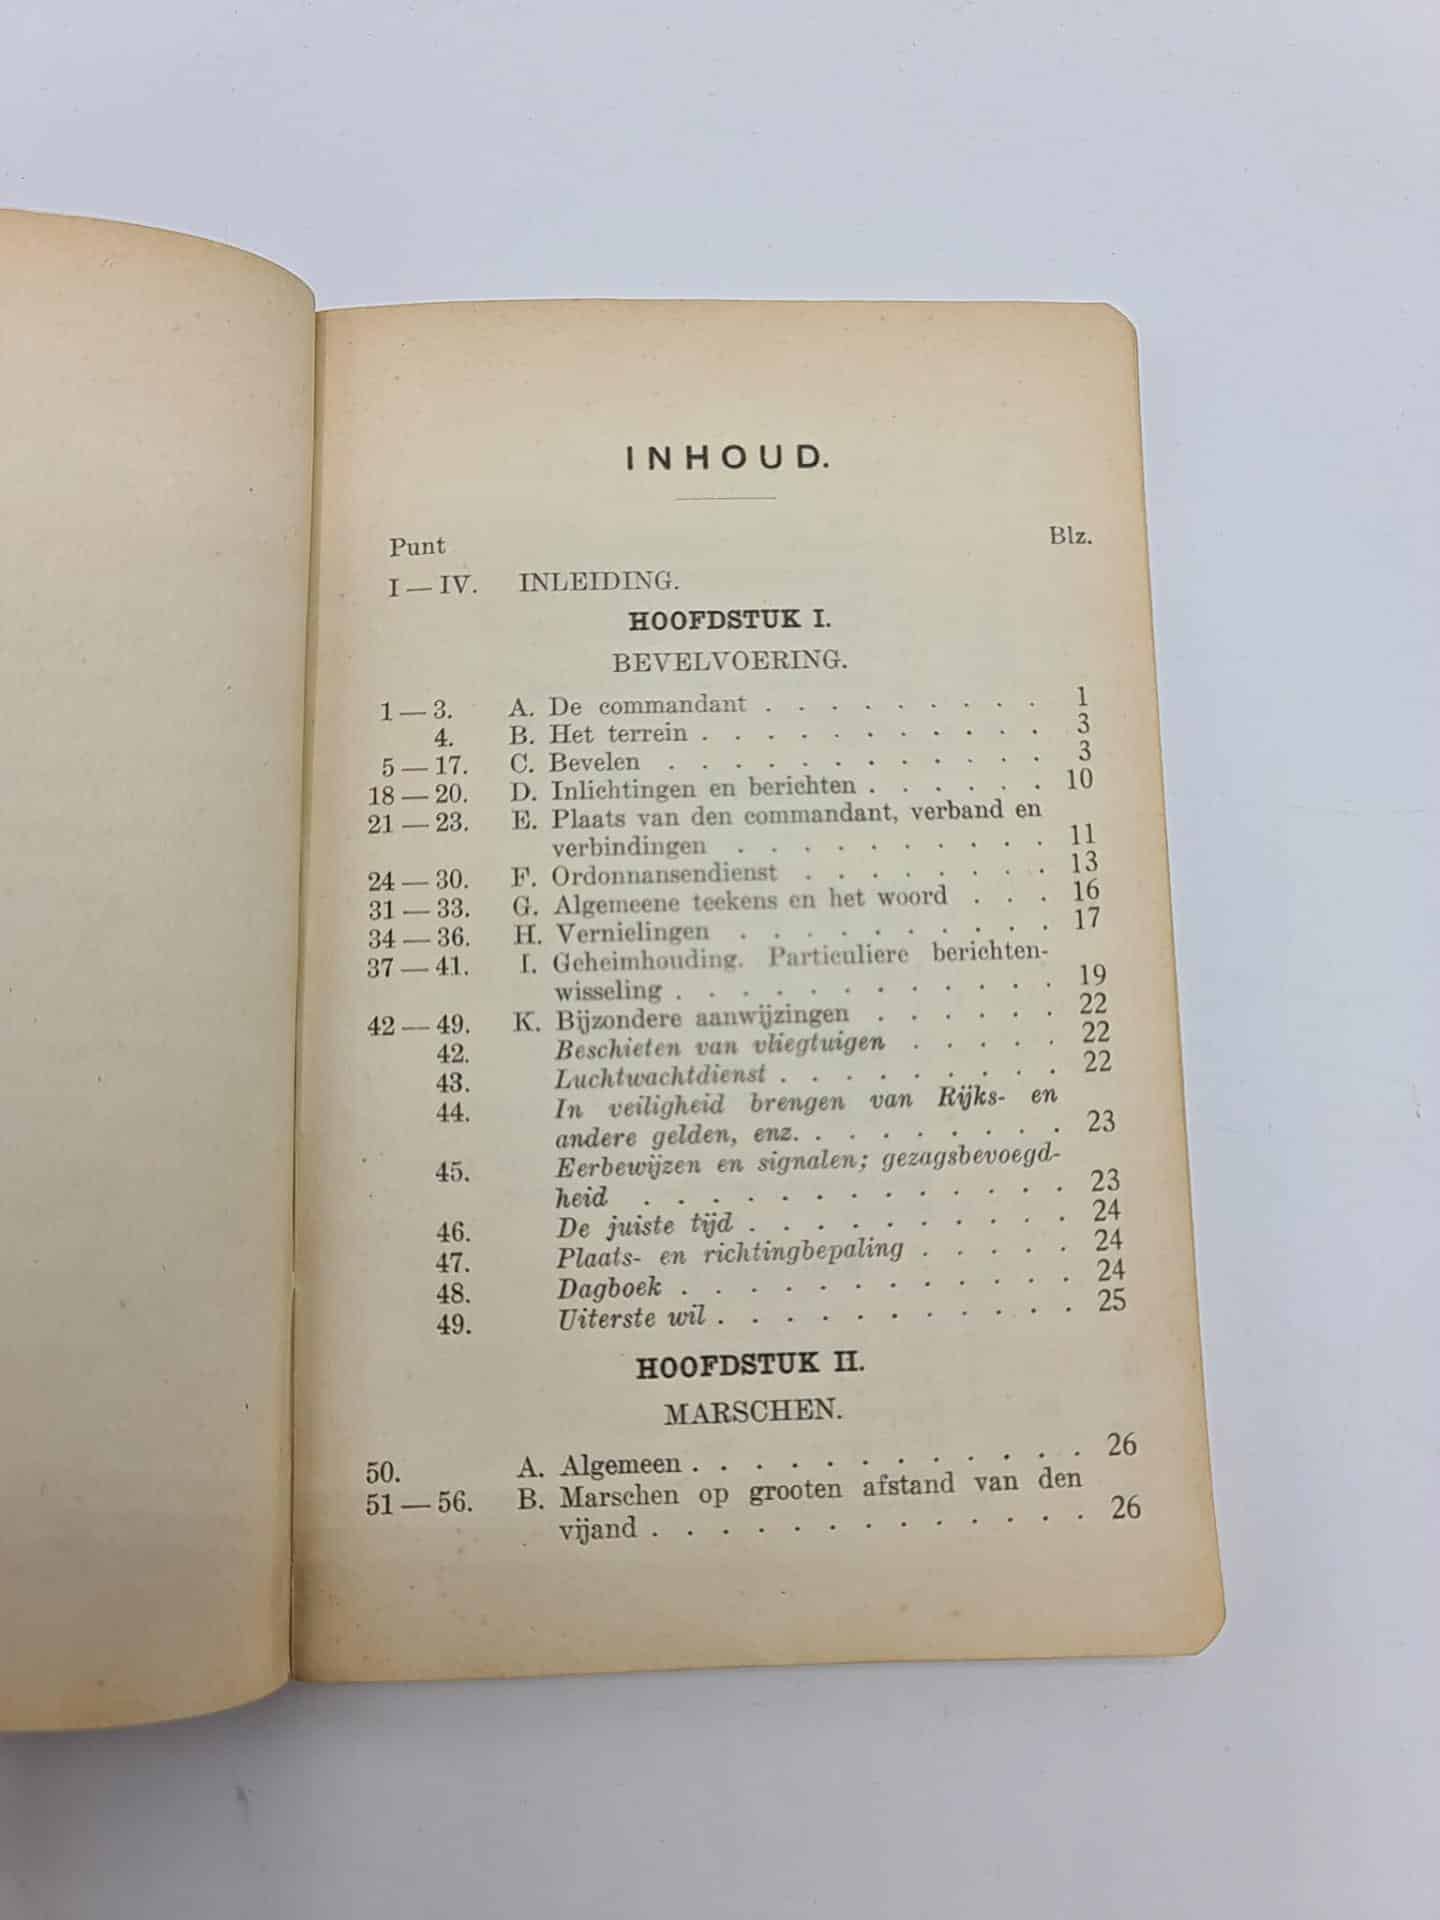 INHOUD.
Punt Blz.
I — IV. INLEIDING.
HOOFDSTUK I.
BEVELVOERING.
1 — 3. A. De commandant . . . . . . . . . 1
4. B. Het terrein . . . . . . . . . . . 3
5 — 17. C. Bevelen . . . . . . . . . . . . 3
18 — 20. D. Inlichtingen en berichten . . . . . . 10
21 — 23. E. Plaats van den commandant, verband en
verbindingen . . . . . . . . . . 11
24 — 30. F. Ordonnansendienst . . . . . . . . 13
31 — 33. G. Algemeene teekens en het woord . . . 16
34 — 36. H. Vernielingen . . . . . . . . . . 17
37 — 41. I. Geheimhouding. Particuliere berichten-
wisseling . . . . . . . . . . . . 19
42 — 49. K. Bijzondere aanwijzingen . . . . . . 22
42. Beschieten van vliegtuigen . . . . . 22
43. Luchtwachtdienst . . . . . . . . . 22
44. In veiligheid brengen van Rijks- en
andere gelden, enz. . . . . . . . . 23
45. Eerbewijzen en signalen; gezagsbevoegd-
heid . . . . . . . . . . . . . 23
46. De juiste tijd . . . . . . . . . . 24
47. Plaats- en richtingbepaling . . . . . 24
48. Dagboek . . . . . . . . . . . . 24
49. Uiterste wil . . . . . . . . . . . 25
HOOFDSTUK II.
MARSCHEN.
50. A. Algemeen . . . . . . . . . . . . 26
51 — 56. B. Marschen op grooten afstand van den
vijand . . . . . . . . . . . . . 26